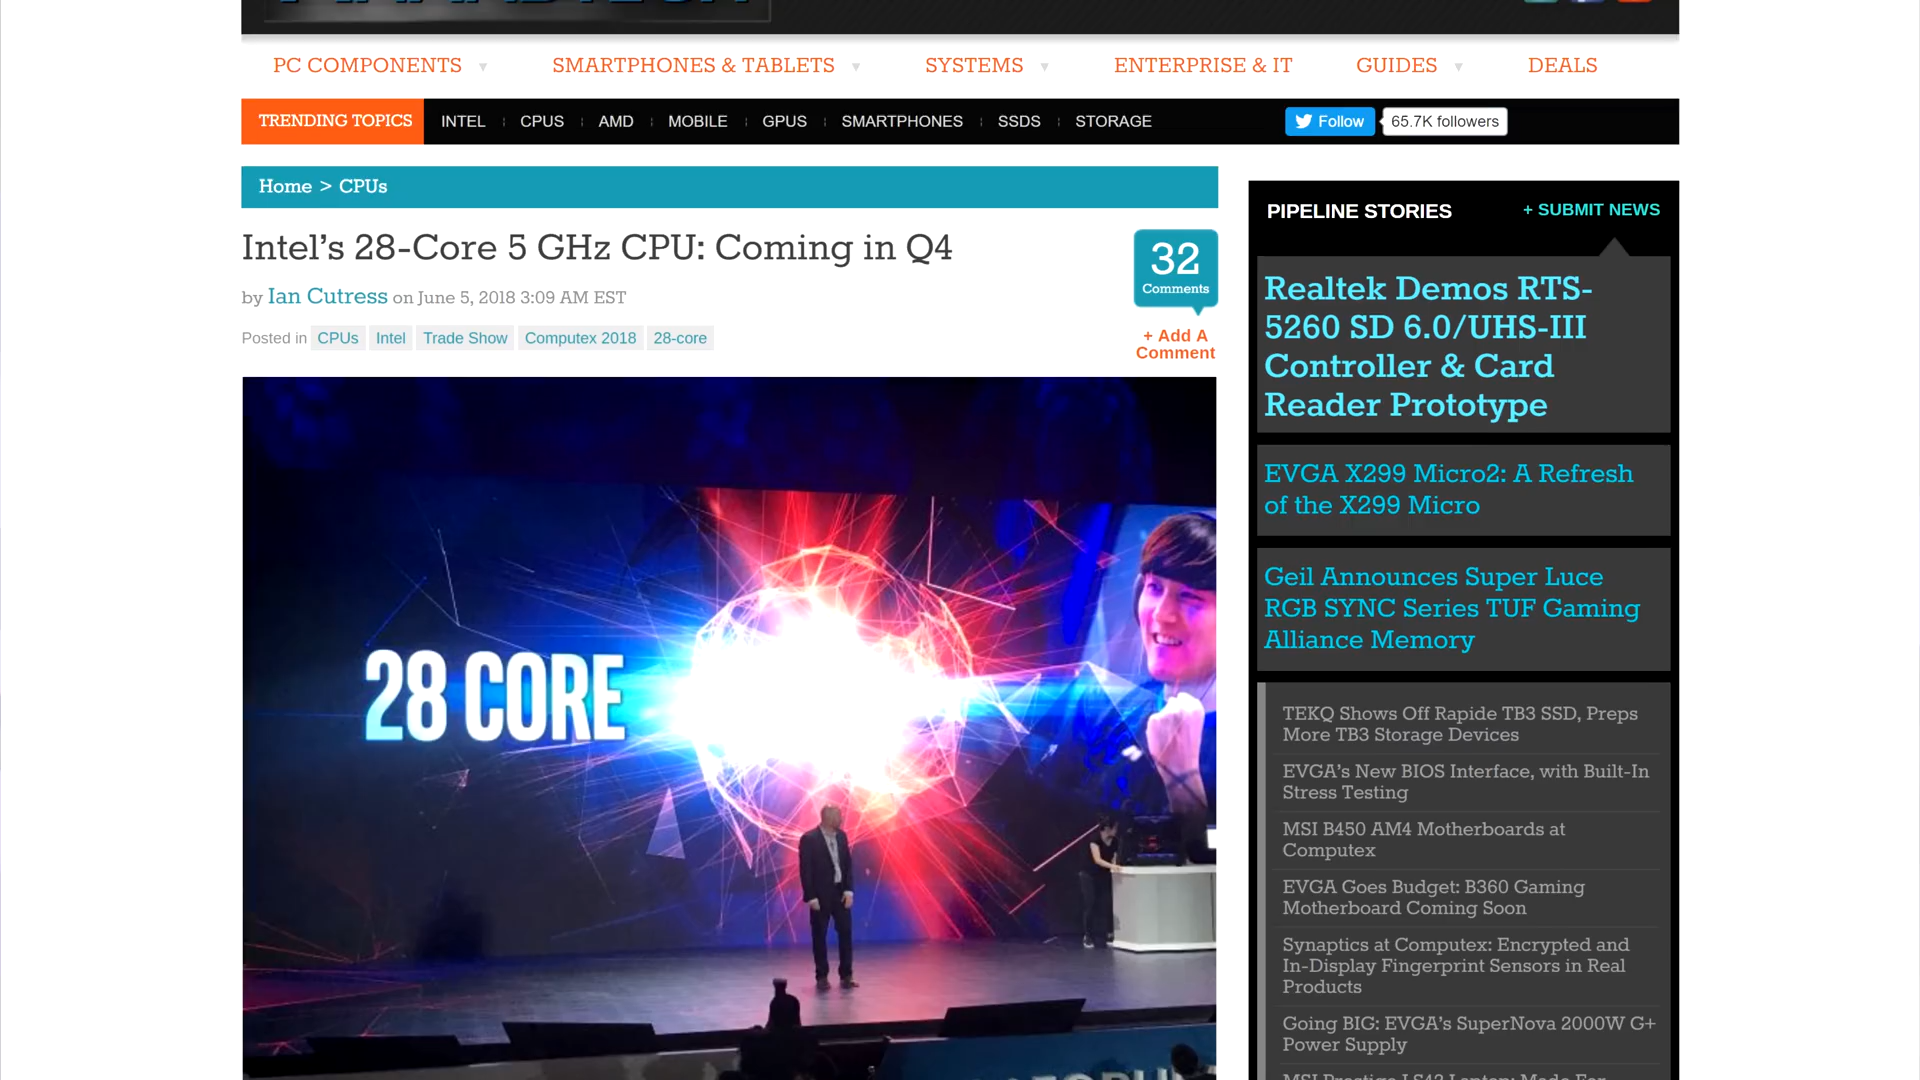 PC COMPONENTS
SMARTPHONES & TABLETS
SYSTEMS
ENTERPRISE & IT
GUIDES
DEALS
TRENDING TOPICS
INTEL
CPUS
AMD
MOBILE
GPUS
SMARTPHONES
SSDS
STORAGE
Follow
65.7K followers
Home > CPUs
Intel's 28-Core 5 GHz CPU: Coming in Q4
by Ian Cutress on June 5, 2018 3:09 AM EST
Posted in CPUs Intel Trade Show Computex 2018 28-core
32
Comments
+ Add A
Comment
28 CORE
PIPELINE STORIES
+ SUBMIT NEWS
Realtek Demos RTS-
5260 SD 6.0/UHS-III
Controller & Card
Reader Prototype
EVGA X299 Micro2: A Refresh
of the X299 Micro
Geil Announces Super Luce
RGB SYNC Series TUF Gaming
Alliance Memory
TEKQ Shows Off Rapide TB3 SSD, Preps
More TB3 Storage Devices
EVGA's New BIOS Interface, with Built-In
Stress Testing
MSI B450 AM4 Motherboards at
Computex
EVGA Goes Budget: B360 Gaming
Motherboard Coming Soon
Synaptics at Computex: Encrypted and
In-Display Fingerprint Sensors in Real
Products
Going BIG: EVGA's SuperNova 2000W G+
Power Supply